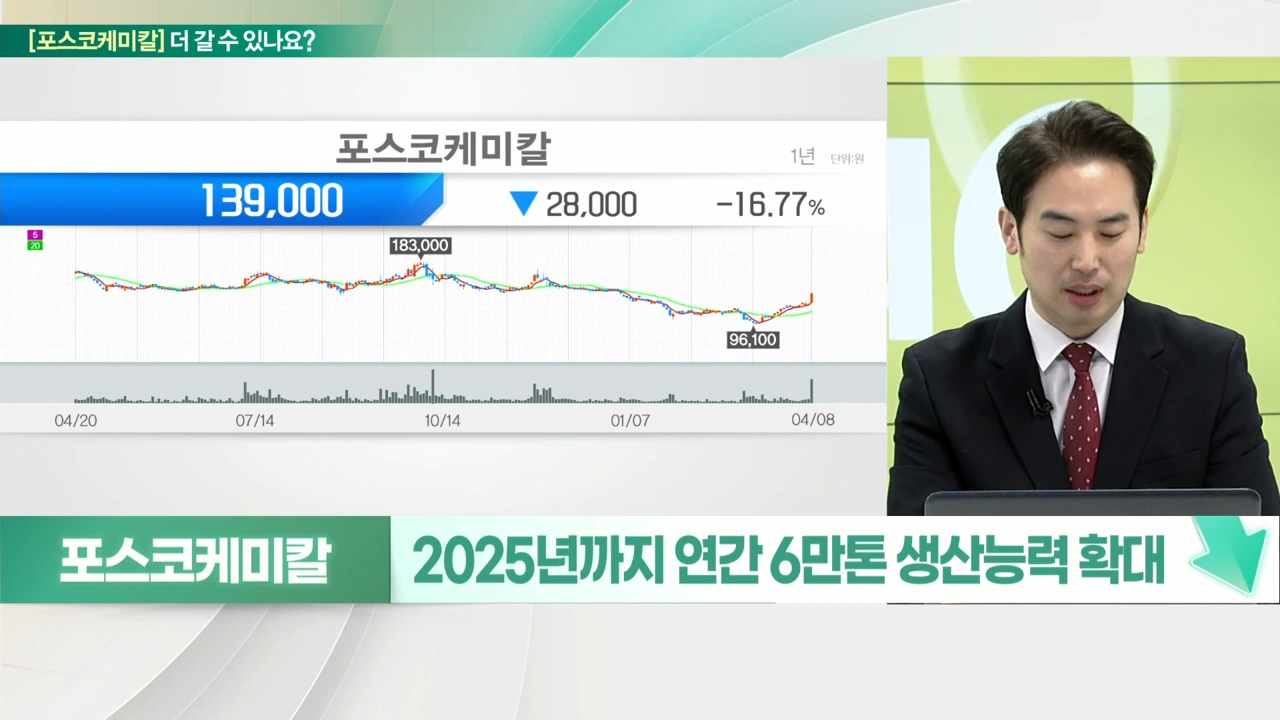 [포스코케미칼] 더 갈 수 있나요?
포스코케미칼
1년 단위:원
139,000 ▼ 28,000 -16.77%
5
20
183,000
96,100
04/20 07/14 10/14 01/07 04/08
포스코케미칼 2025년까지 연간 6만톤 생산능력 확대